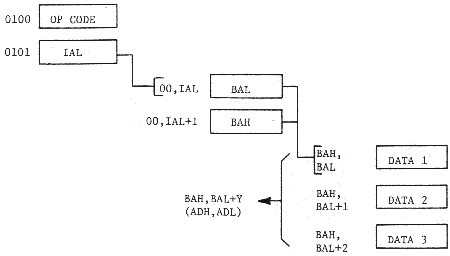 0100 OP CODE
0101 IAL
00,IAL BAL
00,IAL+1 BAH
BAH,
BAL DATA 1
BAH,BAL+Y
(ADH,ADL)
BAH,
BAL+1 DATA 2
BAH,
BAL+2 DATA 3